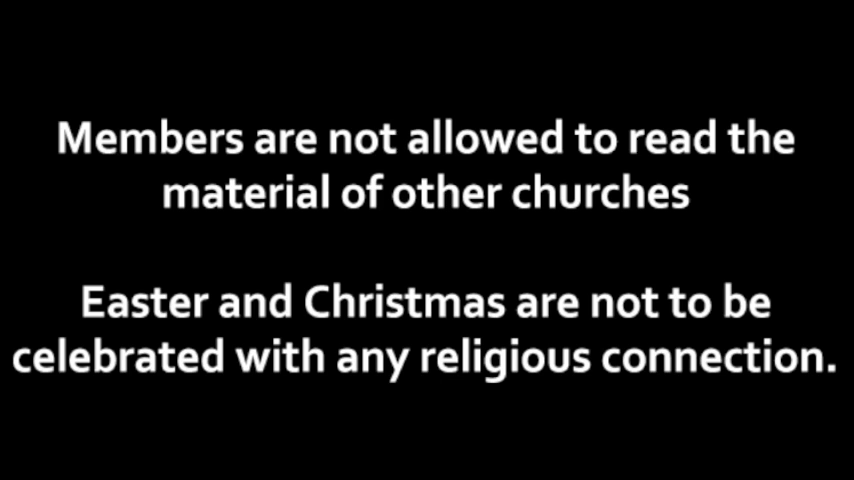 Members are not allowed to read the
material of other churches
Easter and Christmas are not to be
celebrated with any religious connection.